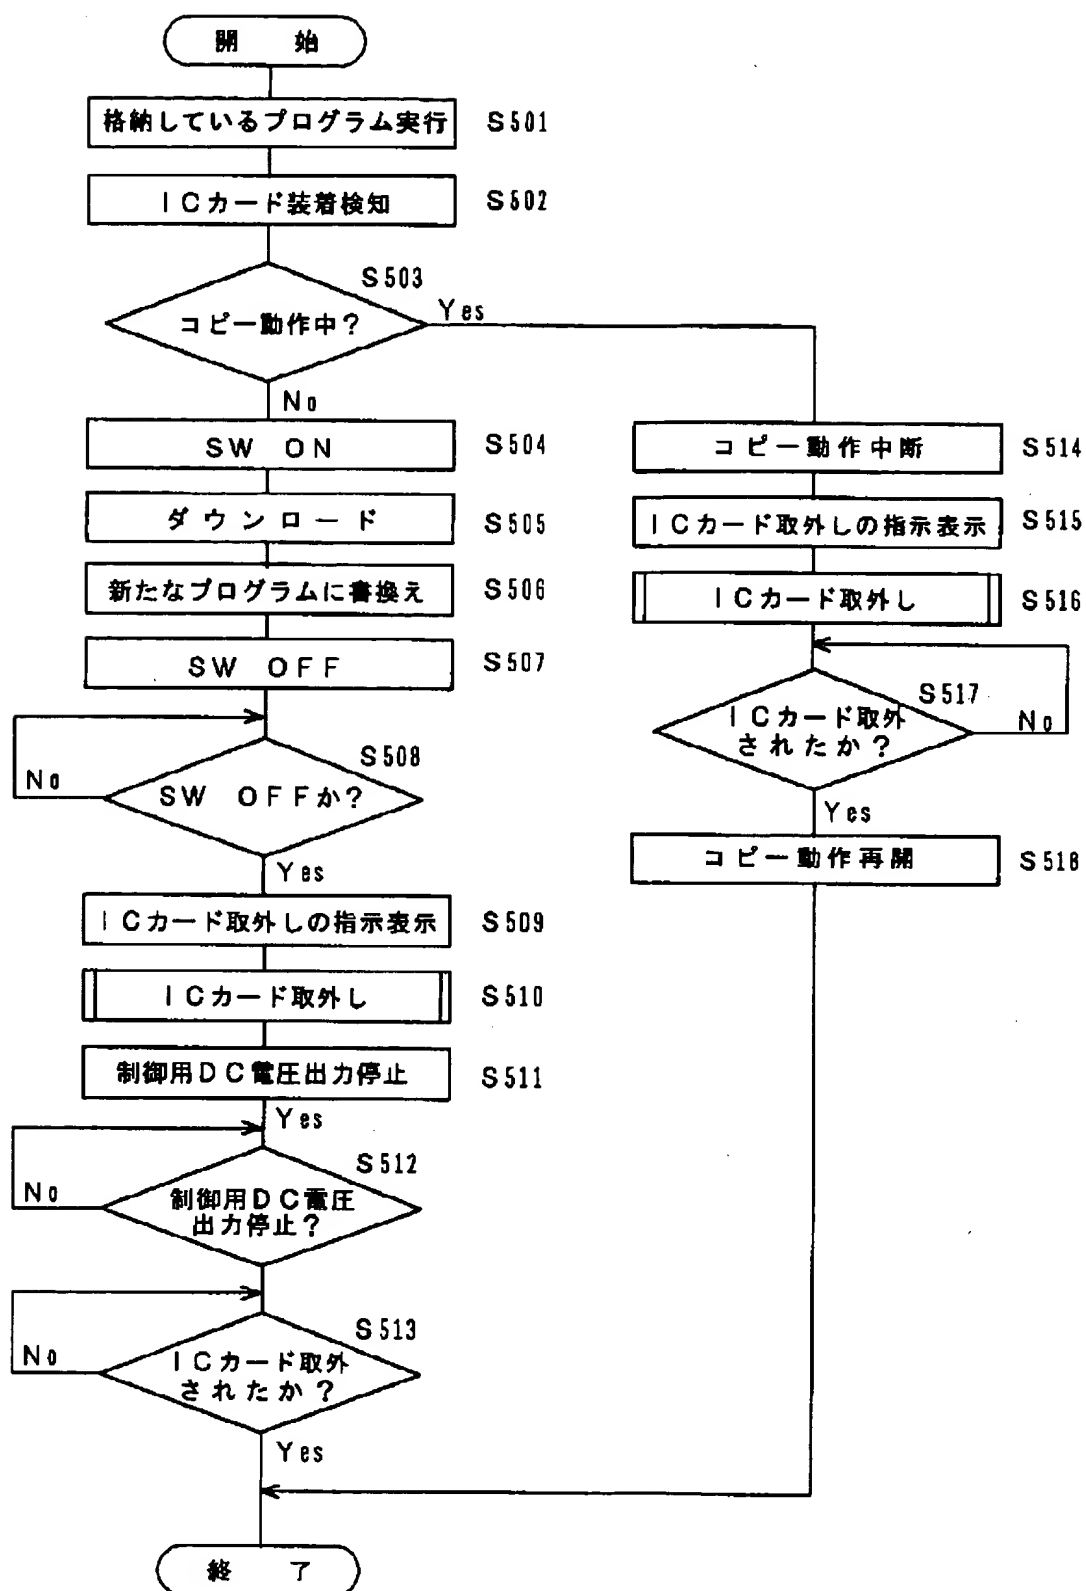 開 始
格納しているプログラム実行 S501
ICカード装着検知 S502
S503
コピー動作中?
Yes
No
SW ON S504
ダウンロード S505
新たなプログラムに書換え S506
SW OFF S507
S508
SW OFFか?
No
Yes
ICカード取外しの指示表示 S509
ICカード取外し S510
制御用DC電圧出力停止 S511
Yes
S512
制御用DC電圧
出力停止?
No
S513
ICカード取外
されたか?
No
Yes
コピー動作中断 S514
ICカード取外しの指示表示 S515
ICカード取外し S516
S517
ICカード取外
されたか?
No
Yes
コピー動作再開 S518
終 了